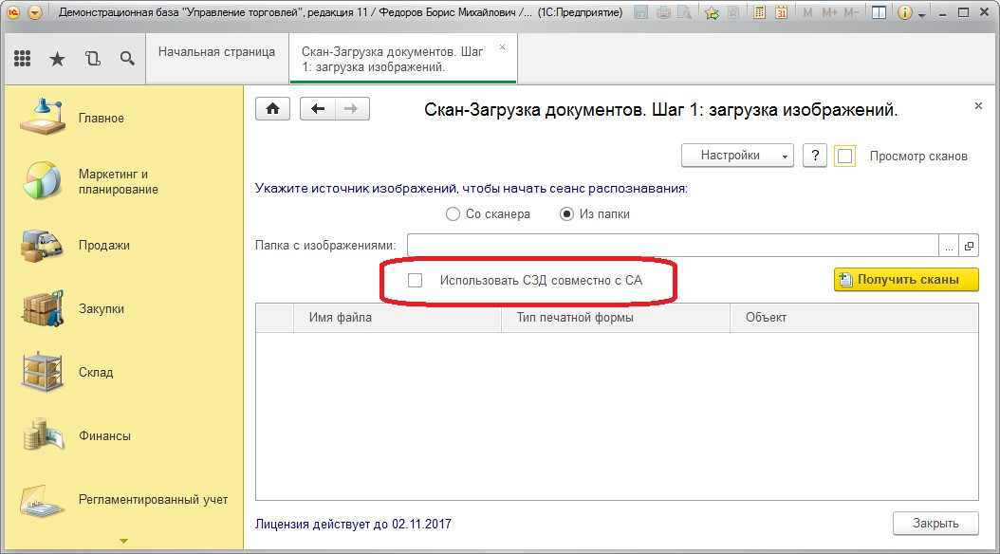 Демонстрационная база "Управление торговлей", редакция 11 / Федоров Борис Михайлович /... (1С:Предприятие)
M M+ M-
Начальная страница
Скан-Загрузка документов. Шаг
1: загрузка изображений.
Главное
Маркетинг и
планирование
Продажи
Закупки
Склад
Финансы
Регламентированный учет
Скан-Загрузка документов. Шаг 1: загрузка изображений.
Настройки
?
Просмотр сканов
Укажите источник изображений, чтобы начать сеанс распознавания:
Со сканера
Из папки
Папка с изображениями:
...
Использовать СЗД совместно с СА
Получить сканы
Имя файла
Тип печатной формы
Объект
Лицензия действует до 02.11.2017
Закрыть